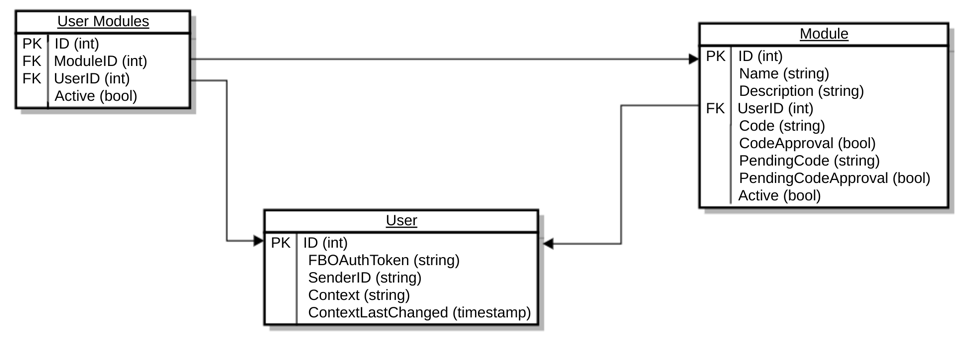 User Modules
PK ID (int)
FK ModuleID (int)
FK UserID (int)
Active (bool)
Module
PK ID (int)
Name (string)
Description (string)
FK UserID (int)
Code (string)
CodeApproval (bool)
PendingCode (string)
PendingCodeApproval (bool)
Active (bool)
User
PK ID (int)
FBOAuthToken (string)
SenderID (string)
Context (string)
ContextLastChanged (timestamp)